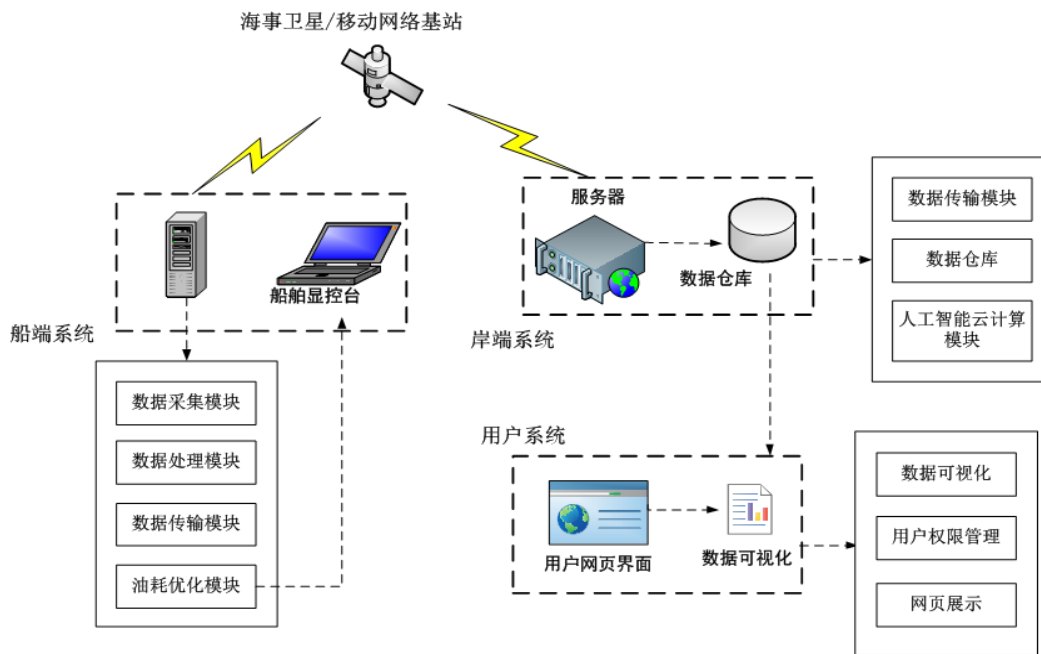 海事卫星/移动网络基站
船舶显控台
船端系统
数据采集模块
数据处理模块
数据传输模块
油耗优化模块
服务器
数据仓库
岸端系统
数据传输模块
数据仓库
人工智能云计算
模块
用户系统
用户网页界面
数据可视化
数据可视化
用户权限管理
网页展示